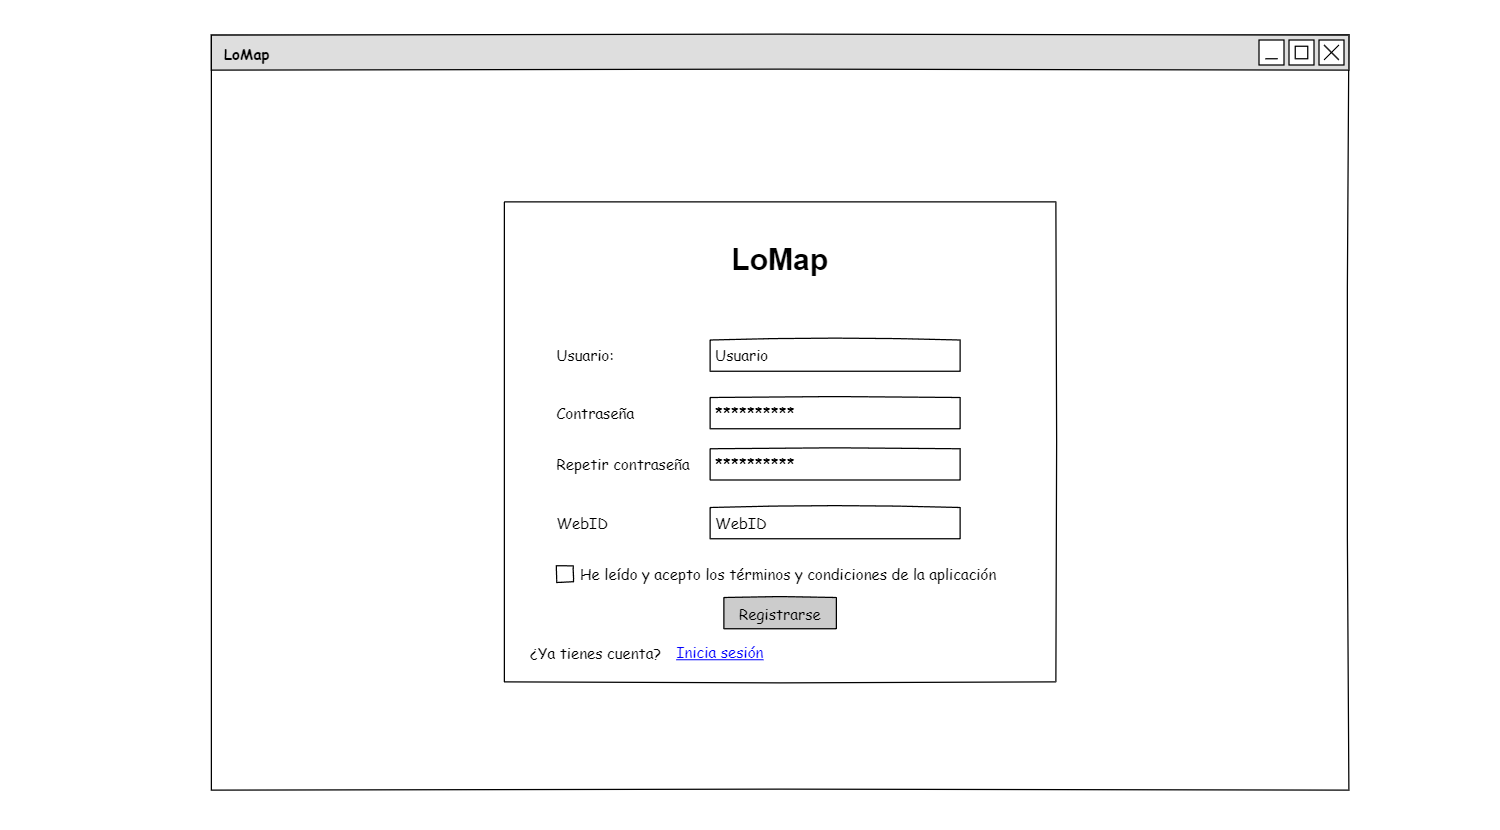 LoMap
LoMap
Usuario: Usuario
Contraseña **********
Repetir contraseña **********
WebID WebID
He leído y acepto los términos y condiciones de la aplicación
Registrarse
¿Ya tienes cuenta? Inicia sesión